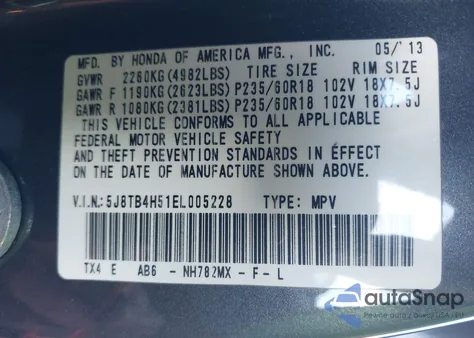 MFD. BY HONDA OF AMERICA MFG., INC. 05/'13
GVWR 2260KG(4982LBS) TIRE SIZE RIM SIZE
GAWR F 1190KG(2623LBS) P235/60R18 102V 18X7.5J
GAWR R 1080KG(2381LBS) P235/60R18 102V 18X7.5J
THIS VEHICLE CONFORMS TO ALL APPLICABLE
FEDERAL MOTOR VEHICLE SAFETY
AND THEFT PREVENTION STANDARDS IN EFFECT
ON THE DATE OF MANUFACTURE SHOWN ABOVE.
V.I.N.:5J8TB4H51EL005228 TYPE: MPV
TX4 E AB6 - NH782MX - F - L
autoSnap